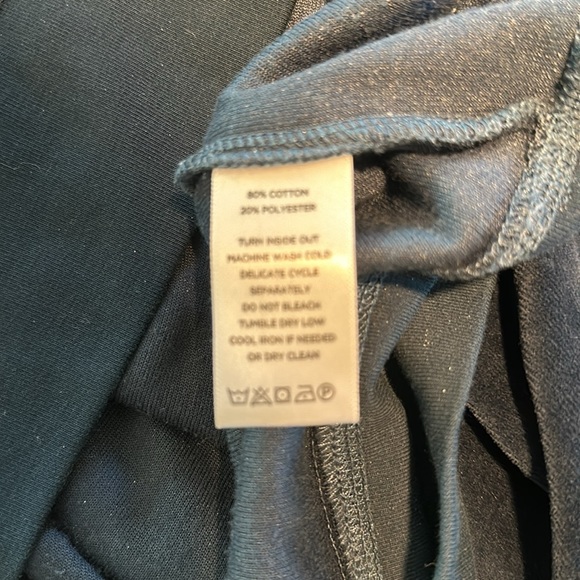 80% COTTON
20% POLYESTER
TURN INSIDE OUT
MACHINE WASH COLD
DELICATE CYCLE
SEPARATELY
DO NOT BLEACH
TUMBLE DRY LOW
COOL IRON IF NEEDED
OR DRY CLEAN
P